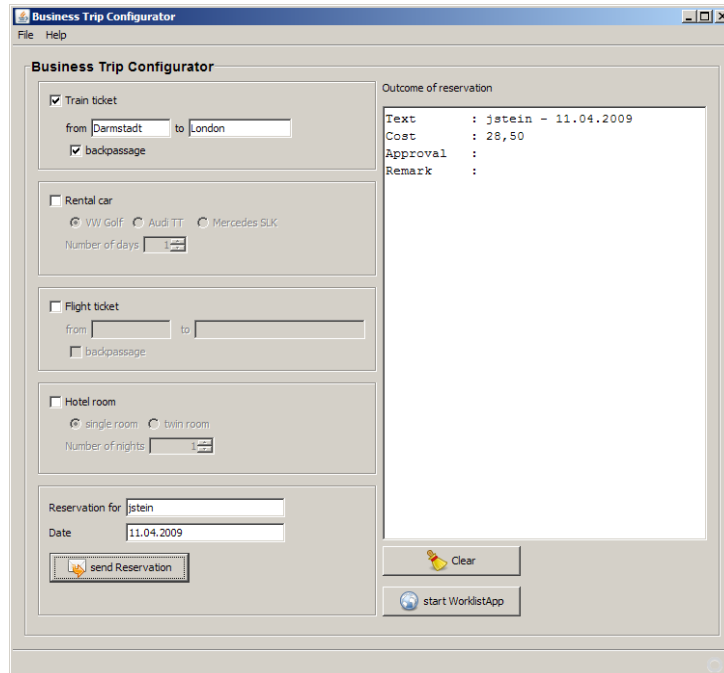 Business Trip Configurator
File Help
Business Trip Configurator
Train ticket
from Darmstadt to London
backpassage
Rental car
VW Golf Audi TT Mercedes SLK
Number of days 1
Flight ticket
from to
backpassage
Hotel room
single room twin room
Number of nights 1
Reservation for jstein
Date 11.04.2009
send Reservation
Outcome of reservation
Text : jstein - 11.04.2009
Cost : 28,50
Approval :
Remark :
Clear
start WorklistApp